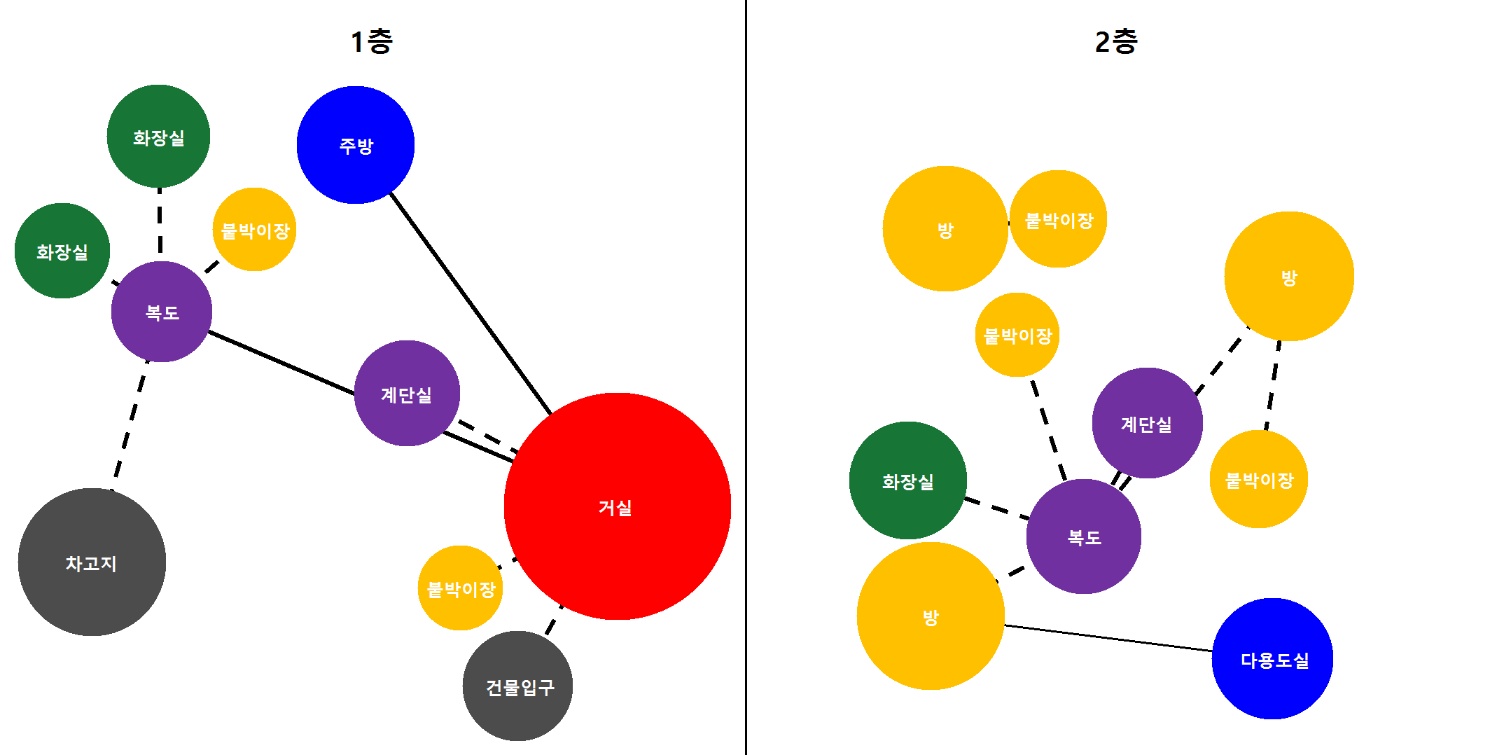 1층
화장실
주방
붙박이장
화장실
복도
계단실
거실
차고지
붙박이장
건물입구
2층
방
붙박이장
방
붙박이장
계단실
화장실
붙박이장
복도
방
다용도실